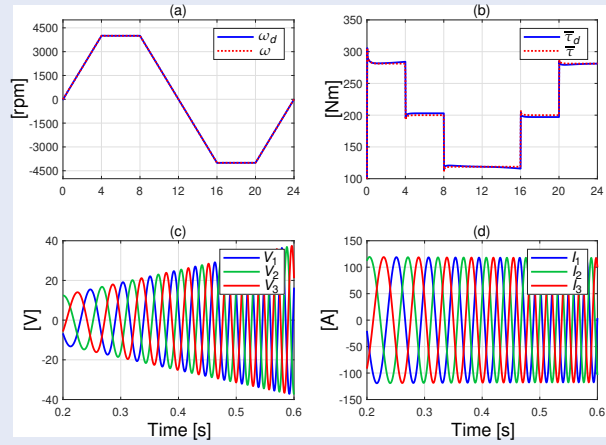 (a)
[rpm]
4500
3000
1500
0
-1500
-3000
-4500
0 4 8 12 16 20 24
ω_d
ω
(b)
[Nm]
300
250
200
150
100
0 4 8 12 16 20 24
τ̅_d
τ̅
(c)
[V]
40
20
0
-20
-40
0.2 0.3 0.4 0.5 0.6
Time [s]
V_1
V_2
V_3
(d)
[A]
150
100
50
0
-50
-100
-150
0.2 0.3 0.4 0.5 0.6
Time [s]
I_1
I_2
I_3